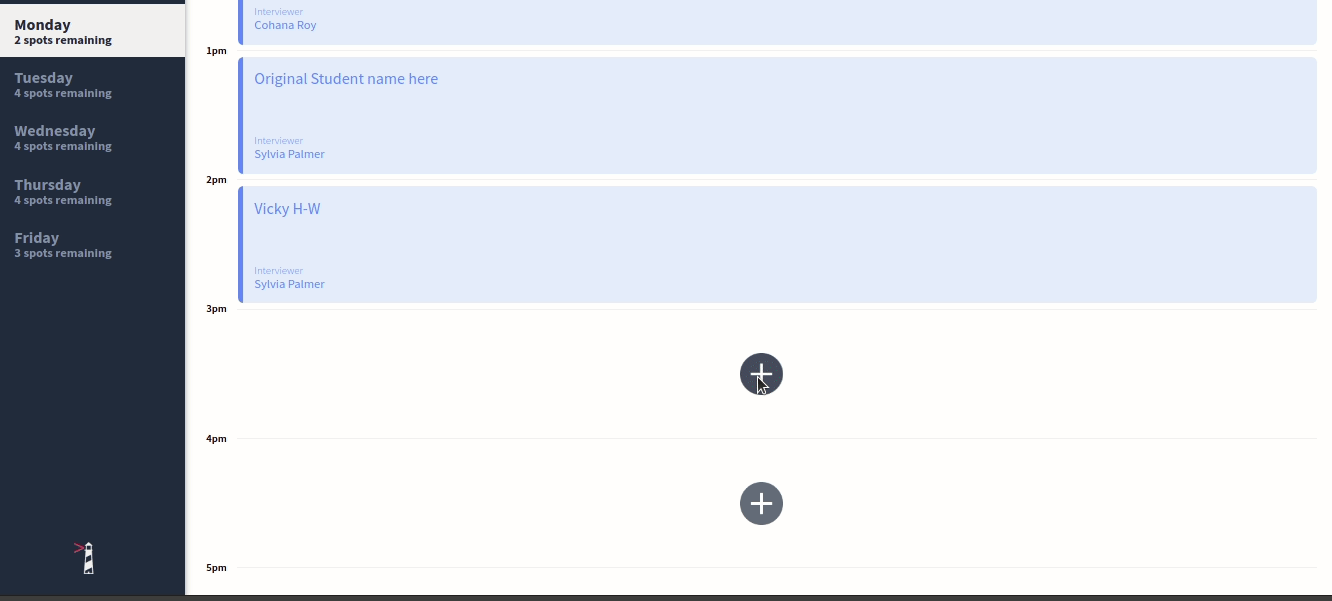 Monday
2 spots remaining
Tuesday
4 spots remaining
Wednesday
4 spots remaining
Thursday
4 spots remaining
Friday
3 spots remaining
Interviewer
Cohana Roy
1pm
Original Student name here
Interviewer
Sylvia Palmer
2pm
Vicky H-W
Interviewer
Sylvia Palmer
3pm
4pm
5pm